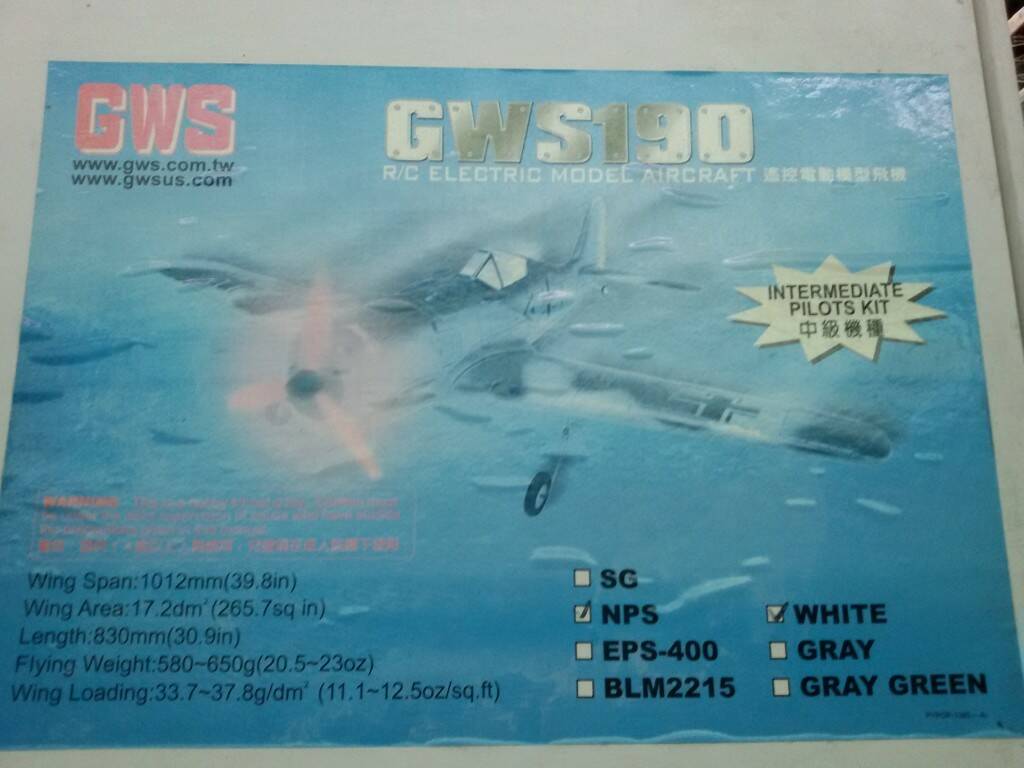 GWS
www.gws.com.tw
www.gwsus.com
GWS190
R/C ELECTRIC MODEL AIRCRAFT 遙控電動模型飛機
INTERMEDIATE
PILOTS KIT
中級機種
WARNING
Wing Span:1012mm(39.8in)
Wing Area:17.2dm²(265.7sq in)
Length:830mm(30.9in)
Flying Weight:580~650g(20.5~23oz)
Wing Loading:33.7~37.8g/dm² (11.1~12.5oz/sq.ft)
SG
NPS
EPS-400
BLM2215
WHITE
GRAY
GRAY GREEN